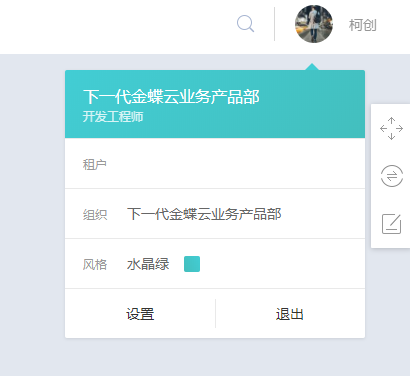 柯创
下一代金蝶云业务产品部
开发工程师
租户
组织 下一代金蝶云业务产品部
风格 水晶绿
设置 退出